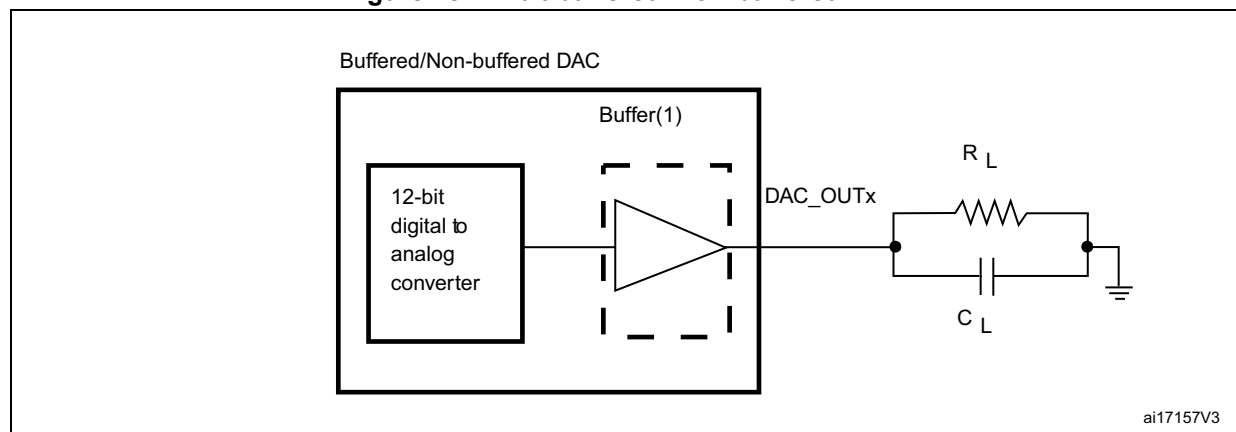 Buffered/Non-buffered DAC
Buffer(1)
12-bit
digital to
analog
converter
DAC_OUTx
R L
C L
ai17157V3